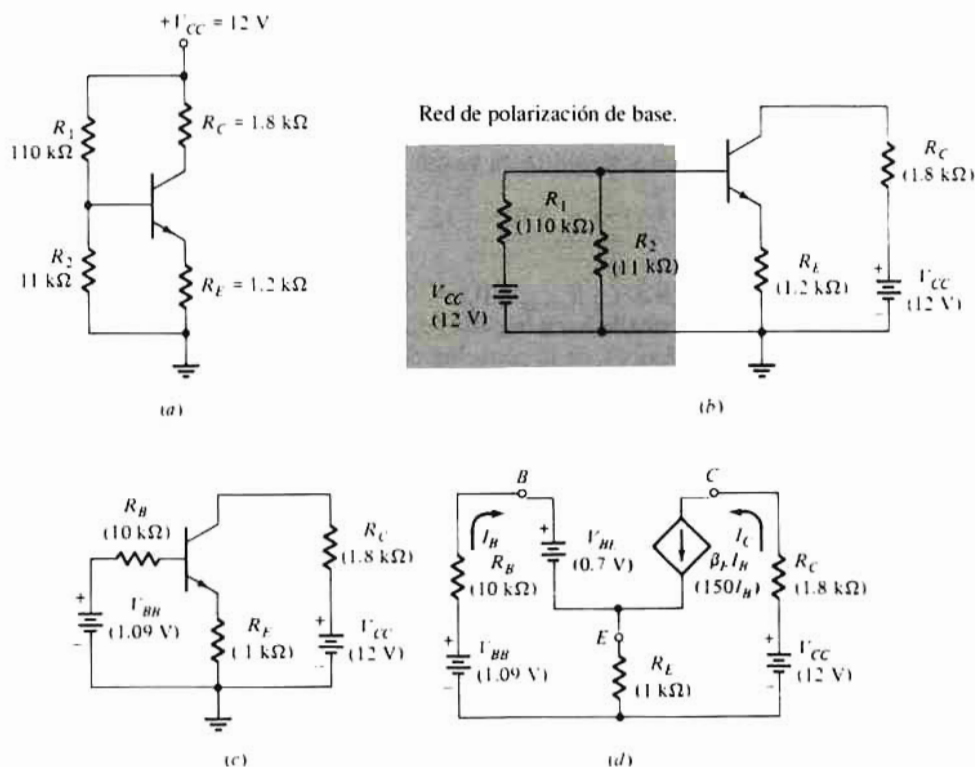 +V_CC = 12 V
R_1
110 kΩ
R_C = 1.8 kΩ
R_2
11 kΩ
R_E = 1.2 kΩ
(a)
Red de polarización de base.
R_1
(110 kΩ)
R_2
(11 kΩ)
V_CC
(12 V)
R_C
(1.8 kΩ)
R_E
(1.2 kΩ)
+
V_CC
(12 V)
-
(b)
R_B
(10 kΩ)
+
V_BB
(1.09 V)
-
R_C
(1.8 kΩ)
R_E
(1 kΩ)
+
V_CC
(12 V)
-
(c)
B
C
I_B
+
V_BE
(0.7 V)
R_B
(10 kΩ)
I_C
β_F I_B
(150I_B)
R_C
(1.8 kΩ)
E
+
V_BB
(1.09 V)
-
R_E
(1 kΩ)
+
V_CC
(12 V)
-
(d)